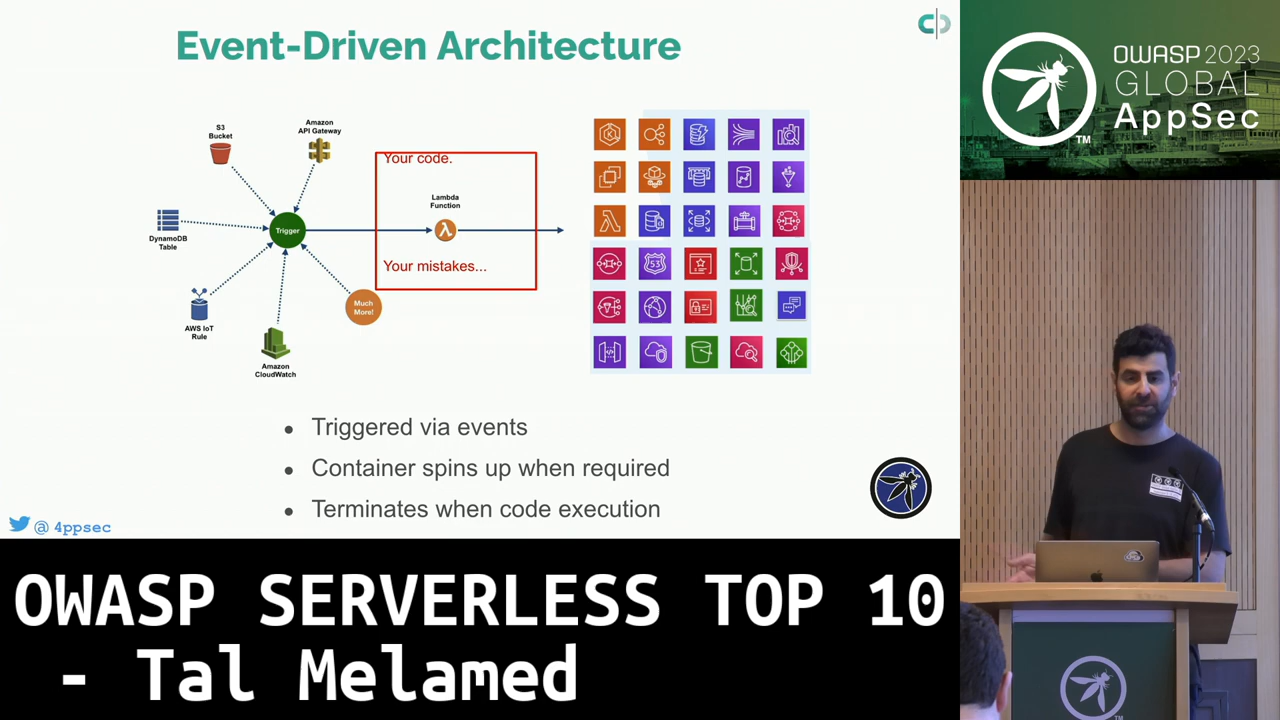 Event-Driven Architecture
S3
Bucket
Amazon
API Gateway
DynamoDB
Table
Trigger
AWS IoT
Rule
Amazon
CloudWatch
Much
More!
Your code.
Lambda
Function
λ
Your mistakes...
53
● Triggered via events
● Container spins up when required
● Terminates when code execution
@ 4ppsec
OWASP 2023
GLOBAL
AppSec
TM
OWASP SERVERLESS TOP 10
- Tal Melamed